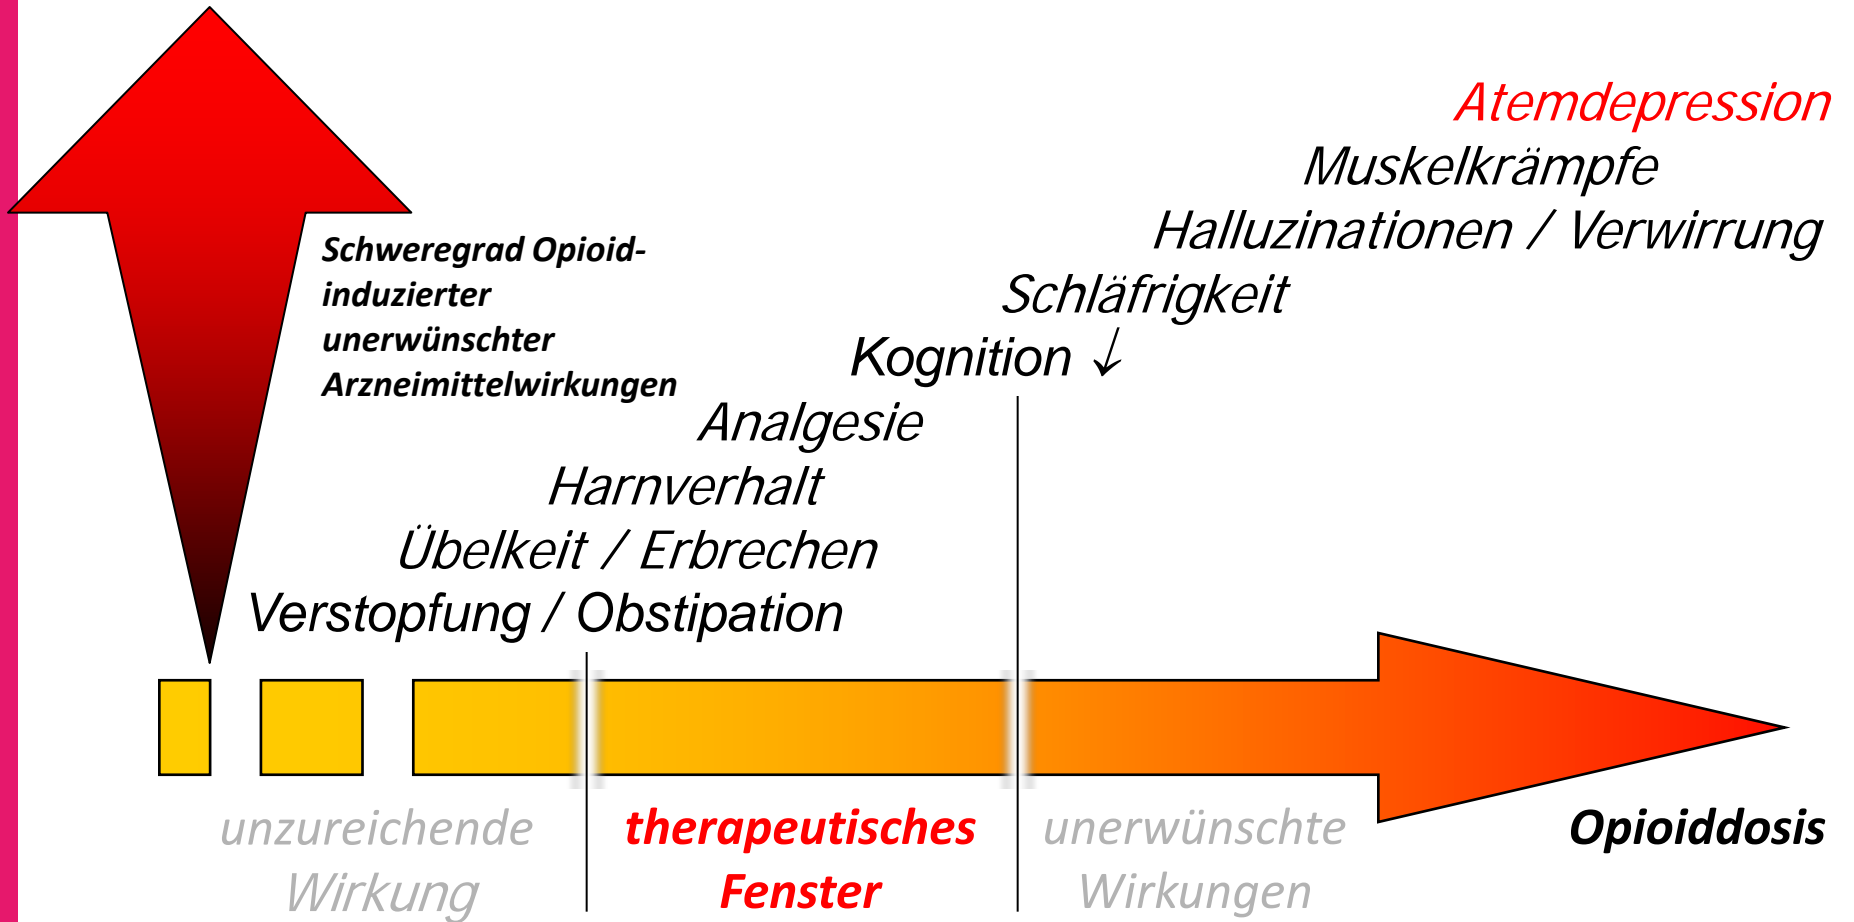 Atemdepression
Muskelkrämpfe
Halluzinationen / Verwirrung
Schweregrad Opioid-
induzierter
unerwünschter
Arzneimittelwirkungen
Schläfrigkeit
Kognition ↓
Analgesie
Harnverhalt
Übelkeit / Erbrechen
Verstopfung / Obstipation
unzureichende
Wirkung
therapeutisches
Fenster
unerwünschte
Wirkungen
Opioiddosis